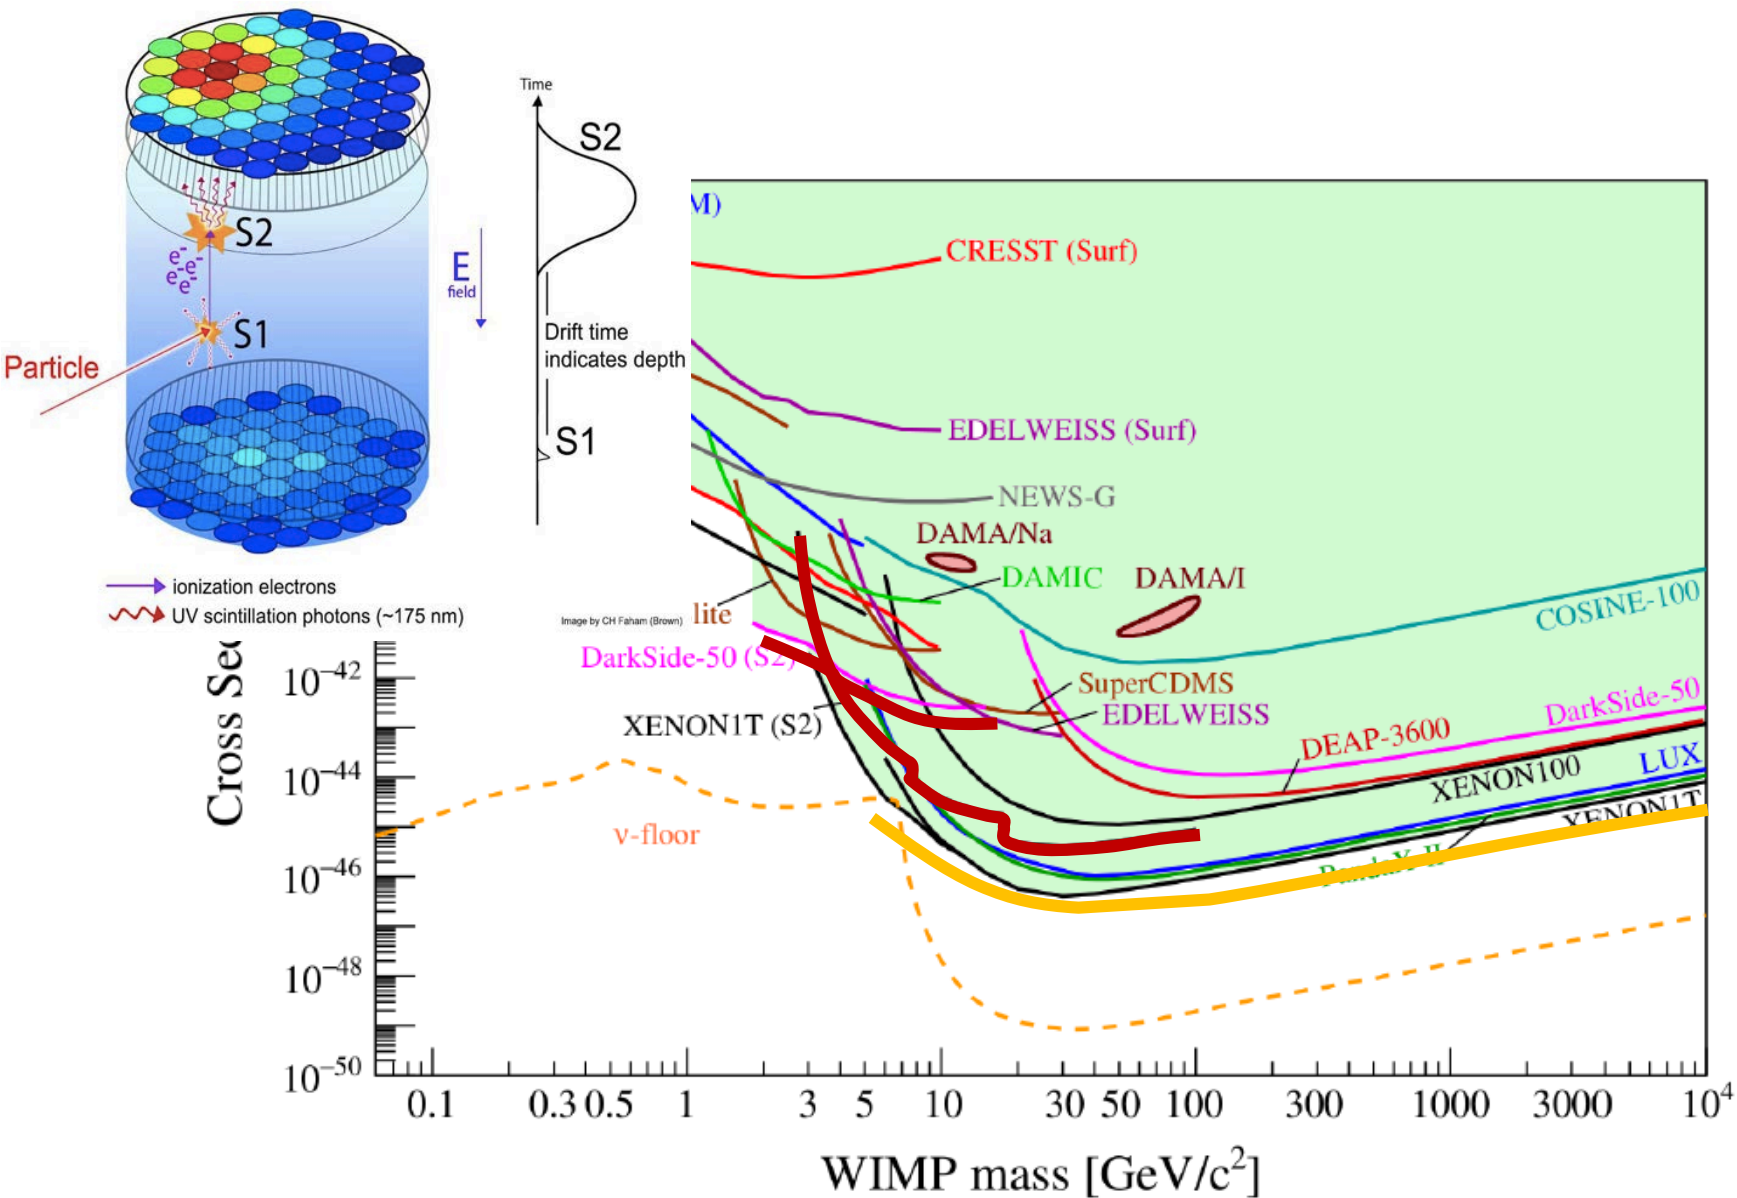 Time
S2
S2
E
field
e-
e-e-
e-
Drift time
indicates depth
S1
S1
Particle
ionization electrons
UV scintillation photons (~175 nm)
Image by CH Faham (Brown)
M)
CRESST (Surf)
EDELWEISS (Surf)
NEWS-G
DAMA/Na
DAMIC
DAMA/I
COSINE-100
lite
DarkSide-50 (S2)
XENON1T (S2)
SuperCDMS
EDELWEISS
DarkSide-50
DEAP-3600
XENON100
LUX
XENON1T
PandaX-II
ν-floor
Cross Sec
10−42
10−44
10−46
10−48
10−50
0.1 0.3 0.5 1 3 5 10 30 50 100 300 1000 3000 10^4
WIMP mass [GeV/c^2]